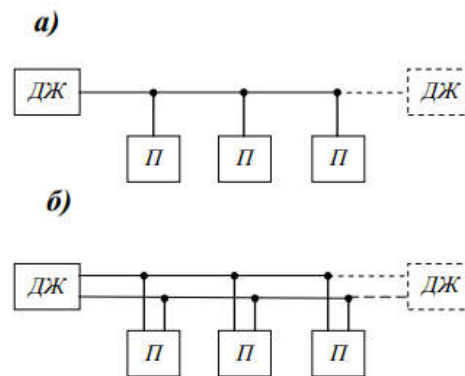 а)
ДЖ ДЖ
П П П
б)
ДЖ ДЖ
П П П